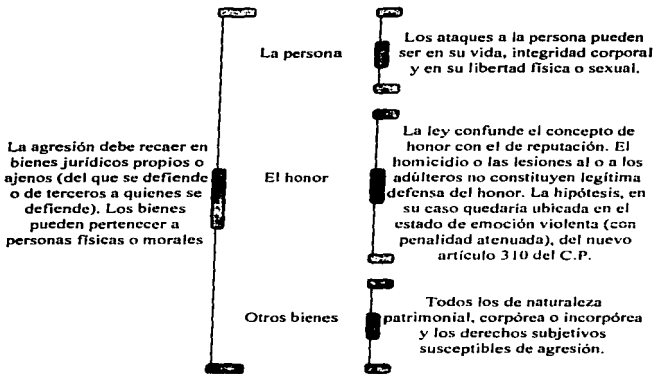 La agresión debe recaer en
bienes jurídicos propios o
ajenos (del que se defiende
o de terceros a quienes se
defiende). Los bienes
pueden pertenecer a
personas físicas o morales
La persona
Los ataques a la persona pueden
ser en su vida, integridad corporal
y en su libertad física o sexual.
El honor
La ley confunde el concepto de
honor con el de reputación. El
homicidio o las lesiones al o a los
adúlteros no constituyen legítima
defensa del honor. La hipótesis, en
su caso quedaría ubicada en el
estado de emoción violenta (con
penalidad atenuada), del nuevo
artículo 310 del C.P.
Otros bienes
Todos los de naturaleza
patrimonial, corpórea o incorpórea
y los derechos subjetivos
susceptibles de agresión.